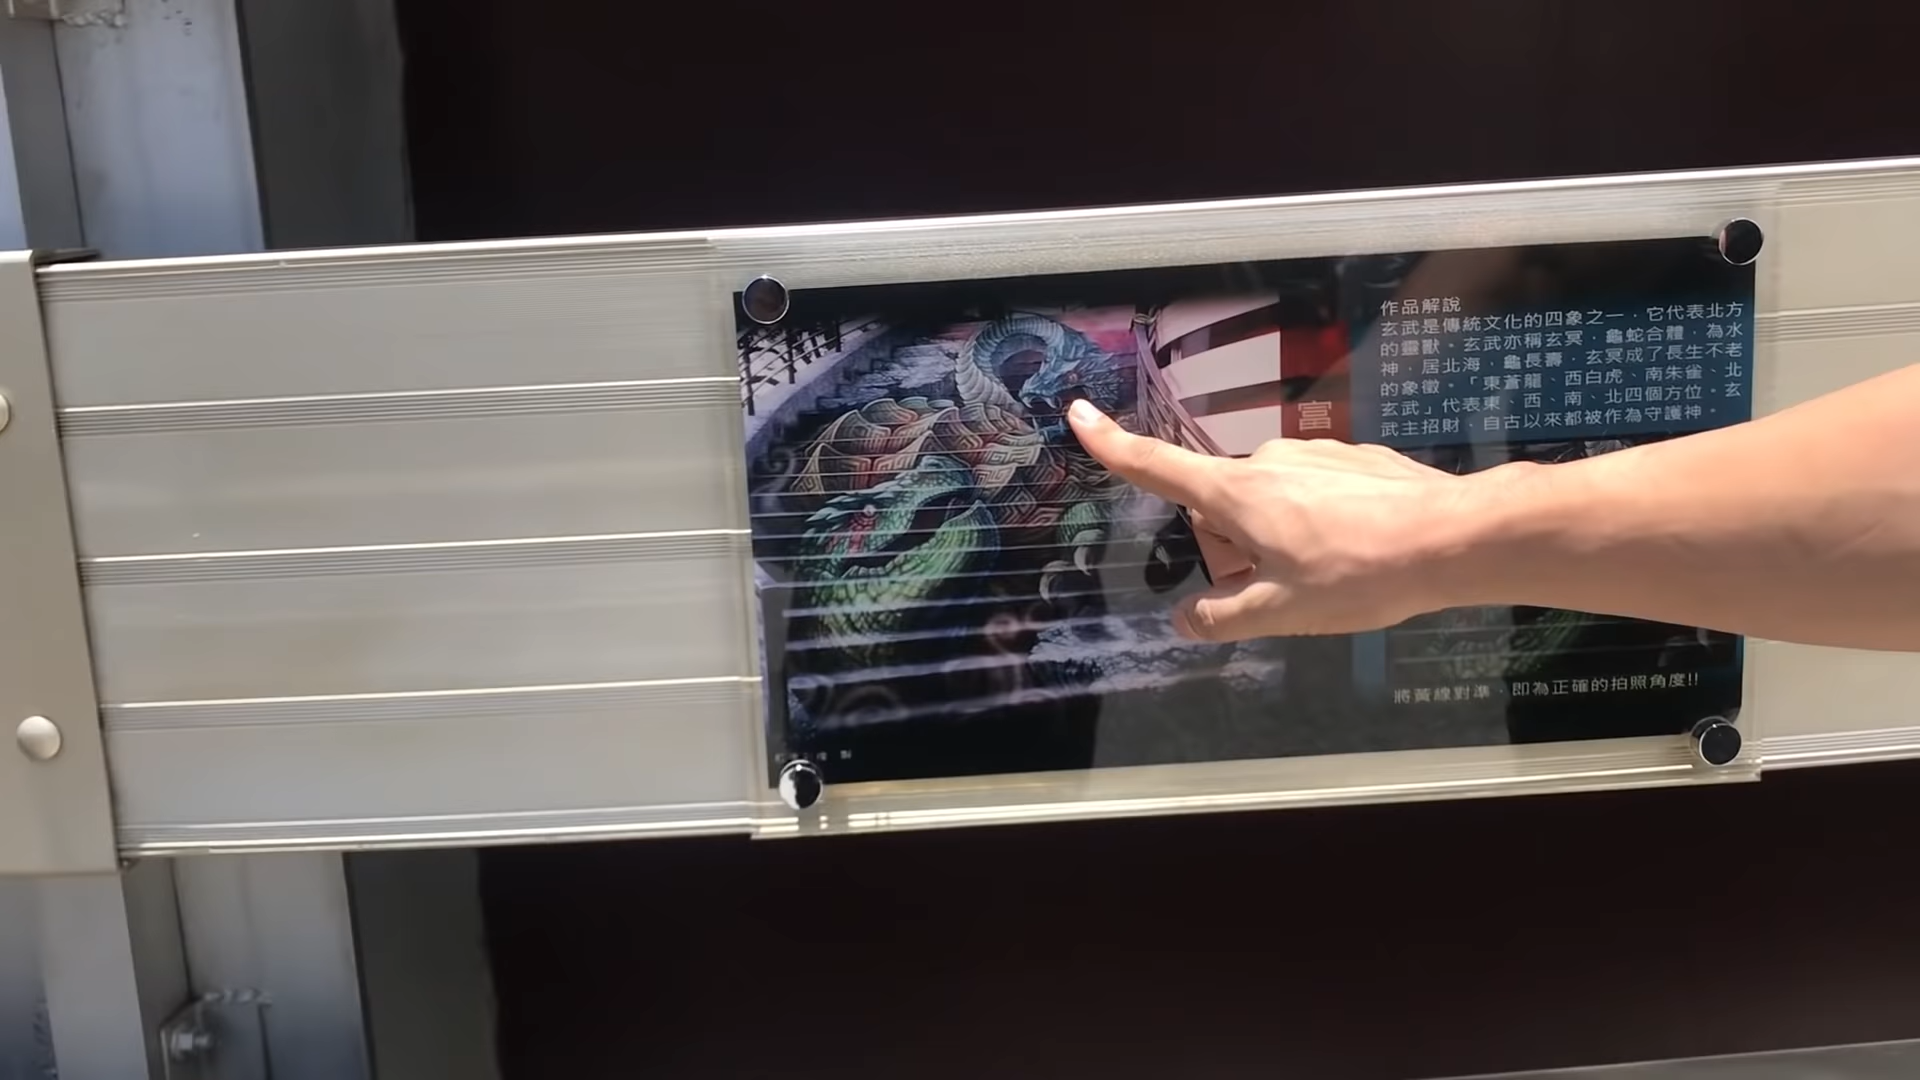 作品解說
玄武是傳統文化的四象之一．它代表北方
的靈獸。玄武亦稱玄冥．龜蛇合體．為水
神．居北海．龜長壽．玄冥成了長生不老
的象徵。「東蒼龍、西白虎、南朱雀、北
玄武」代表東、西、南、北四個方位。玄
武主招財．自古以來都被作為守護神。
富
將黃線對準．即為正確的拍照角度!!